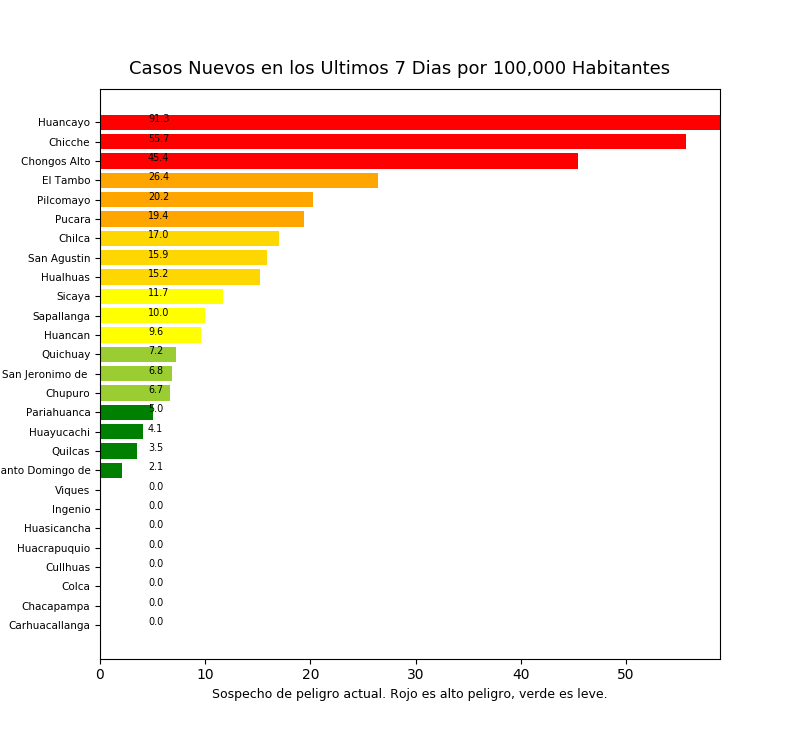 Casos Nuevos en los Ultimos 7 Dias por 100,000 Habitantes
Huancayo 91.3
Chicche 55.7
Chongos Alto 45.4
El Tambo 26.4
Pilcomayo 20.2
Pucara 19.4
Chilca 17.0
San Agustin 15.9
Hualhuas 15.2
Sicaya 11.7
Sapallanga 10.0
Huancan 9.6
Quichuay 7.2
San Jeronimo de 6.8
Chupuro 6.7
Pariahuanca 5.0
Huayucachi 4.1
Quilcas 3.5
anto Domingo de 2.1
Viques 0.0
Ingenio 0.0
Huasicancha 0.0
Huacrapuquio 0.0
Cullhuas 0.0
Colca 0.0
Chacapampa 0.0
Carhuacallanga 0.0
0 10 20 30 40 50
Sospecho de peligro actual. Rojo es alto peligro, verde es leve.